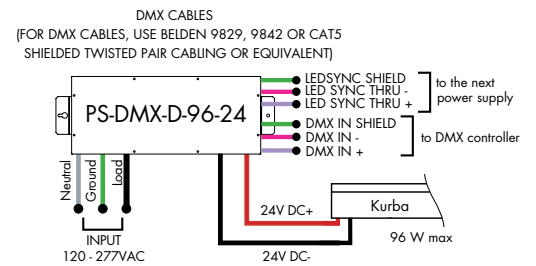 DMX CABLES
(FOR DMX CABLES, USE BELDEN 9829, 9842 OR CAT5
SHIELDED TWISTED PAIR CABLING OR EQUIVALENT)
PS-DMX-D-96-24
LEDSYNC SHIELD
LED SYNC THRU -
LED SYNC THRU +
to the next
power supply
DMX IN SHIELD
DMX IN -
DMX IN +
to DMX controller
Neutral
Ground
Load
INPUT
120 - 277VAC
24V DC+
24V DC-
Kurba
96 W max